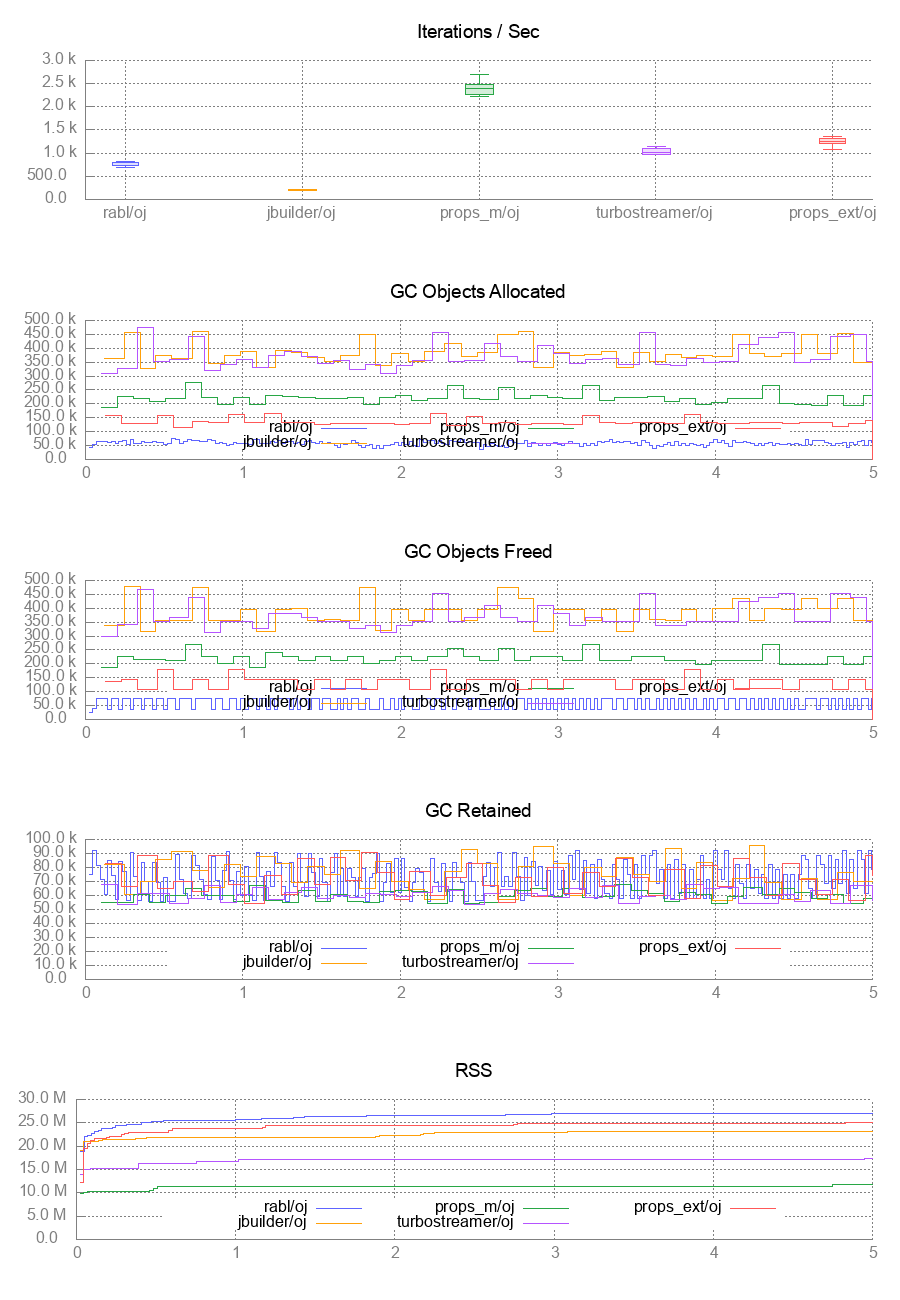 Iterations / Sec
3.0 k
2.5 k
2.0 k
1.5 k
1.0 k
500.0
0.0
rabl/oj jbuilder/oj props_m/oj turbostreamer/oj props_ext/oj
GC Objects Allocated
500.0 k
450.0 k
400.0 k
350.0 k
300.0 k
250.0 k
200.0 k
150.0 k
100.0 k
50.0 k
0.0
rabl/oj props_m/oj props_ext/oj
jbuilder/oj turbostreamer/oj
0 1 2 3 4 5
GC Objects Freed
500.0 k
450.0 k
400.0 k
350.0 k
300.0 k
250.0 k
200.0 k
150.0 k
100.0 k
50.0 k
0.0
rabl/oj props_m/oj props_ext/oj
jbuilder/oj turbostreamer/oj
0 1 2 3 4 5
GC Retained
100.0 k
90.0 k
80.0 k
70.0 k
60.0 k
50.0 k
40.0 k
30.0 k
20.0 k
10.0 k
0.0
rabl/oj props_m/oj props_ext/oj
jbuilder/oj turbostreamer/oj
0 1 2 3 4 5
RSS
30.0 M
25.0 M
20.0 M
15.0 M
10.0 M
5.0 M
0.0
rabl/oj props_m/oj props_ext/oj
jbuilder/oj turbostreamer/oj
0 1 2 3 4 5